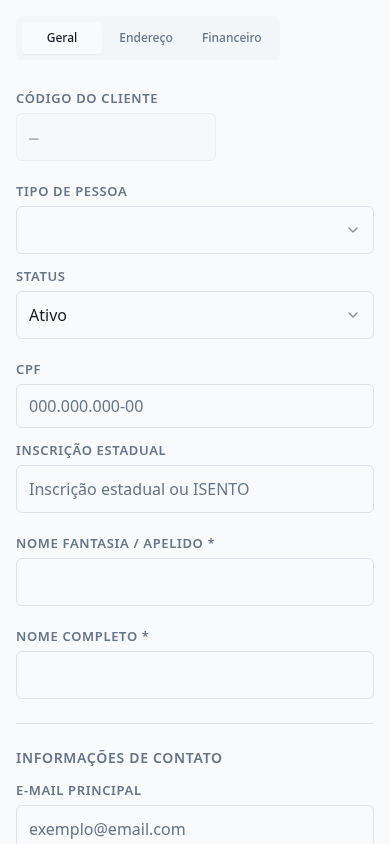 Geral Endereço Financeiro
CÓDIGO DO CLIENTE
—
TIPO DE PESSOA
STATUS
Ativo
CPF
000.000.000-00
INSCRIÇÃO ESTADUAL
Inscrição estadual ou ISENTO
NOME FANTASIA / APELIDO *
NOME COMPLETO *
INFORMAÇÕES DE CONTATO
E-MAIL PRINCIPAL
exemplo@email.com